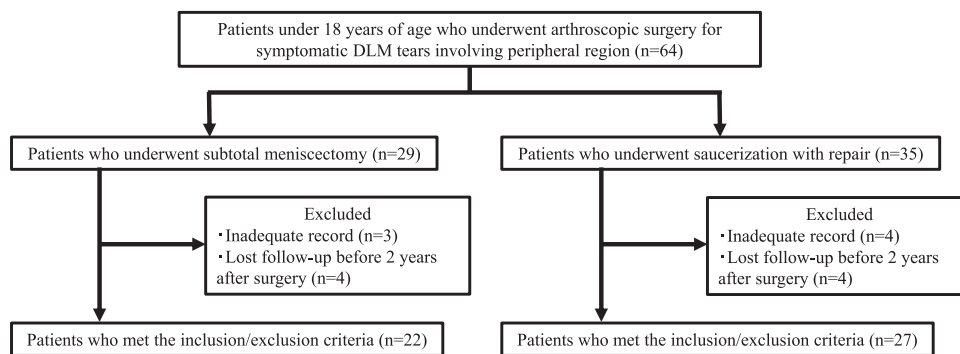 Patients under 18 years of age who underwent arthroscopic surgery for
symptomatic DLM tears involving peripheral region (n=64)
Patients who underwent subtotal meniscectomy (n=29)
Patients who underwent saucerization with repair (n=35)
Excluded
・Inadequate record (n=3)
・Lost follow-up before 2 years
after surgery (n=4)
Excluded
・Inadequate record (n=4)
・Lost follow-up before 2 years
after surgery (n=4)
Patients who met the inclusion/exclusion criteria (n=22)
Patients who met the inclusion/exclusion criteria (n=27)